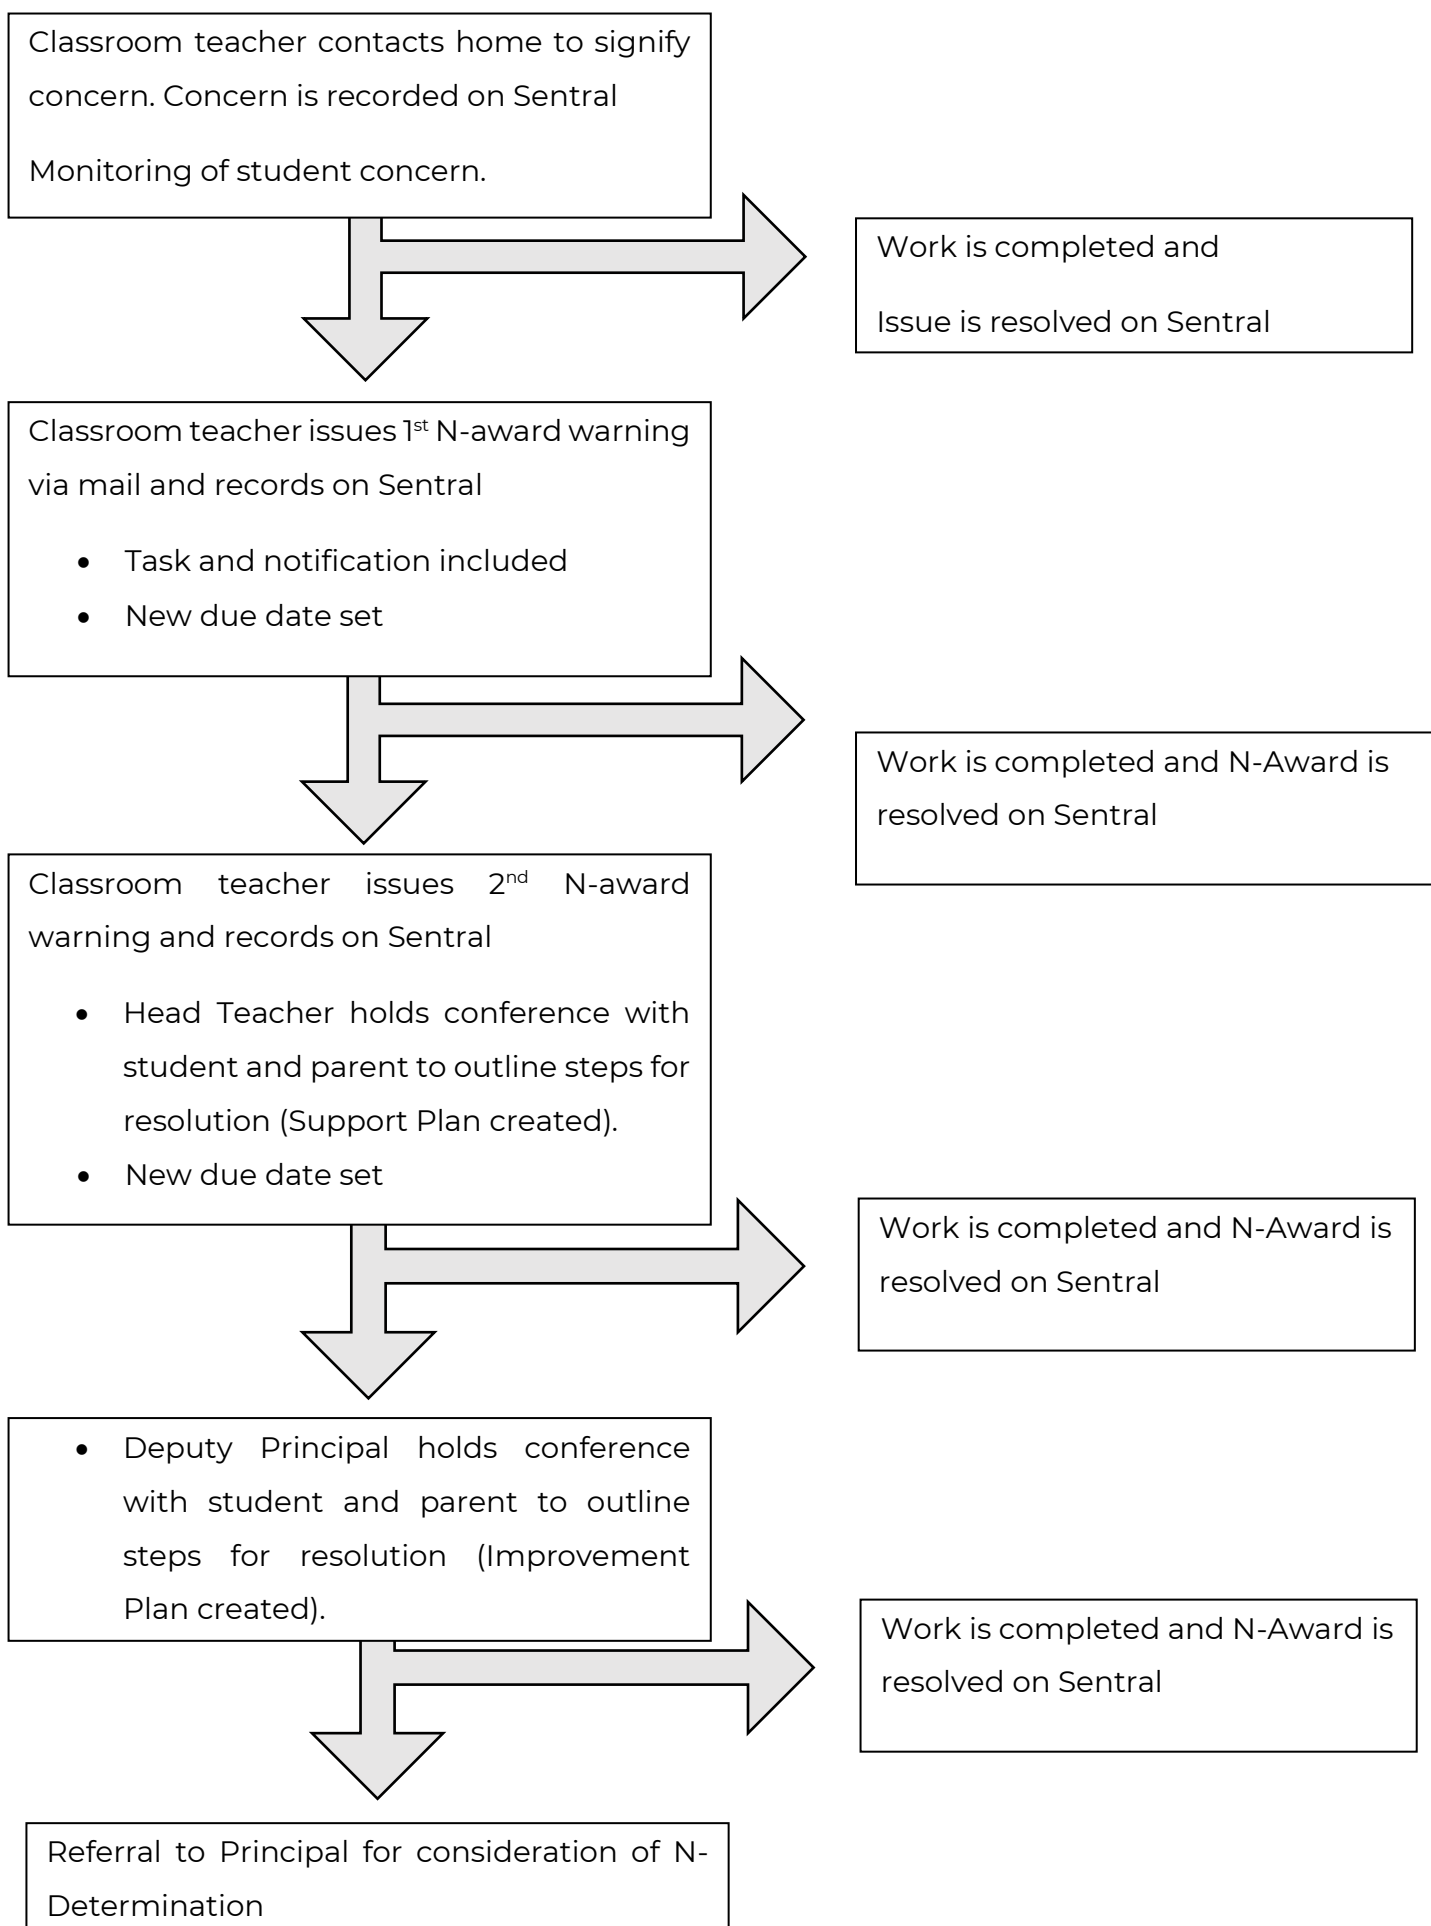 Classroom teacher contacts home to signify
concern. Concern is recorded on Sentral
Monitoring of student concern.
Work is completed and
Issue is resolved on Sentral
Classroom teacher issues 1st N-award warning
via mail and records on Sentral
• Task and notification included
• New due date set
Work is completed and N-Award is
resolved on Sentral
Classroom teacher issues 2nd N-award
warning and records on Sentral
• Head Teacher holds conference with
student and parent to outline steps for
resolution (Support Plan created).
• New due date set
Work is completed and N-Award is
resolved on Sentral
• Deputy Principal holds conference
with student and parent to outline
steps for resolution (Improvement
Plan created).
Work is completed and N-Award is
resolved on Sentral
Referral to Principal for consideration of N-
Determination